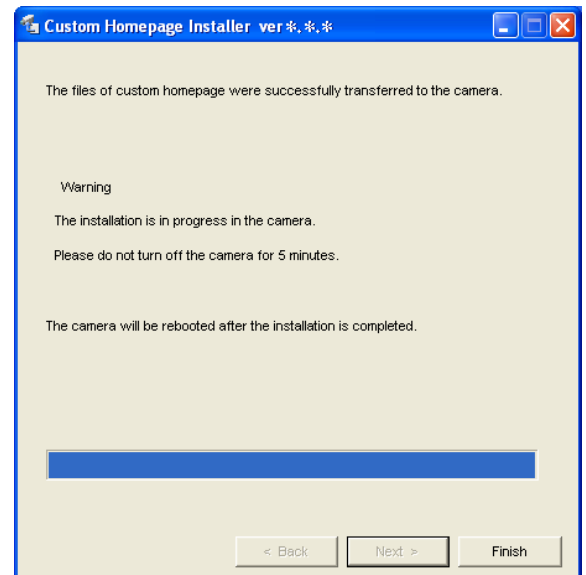 Custom Homepage Installer ver*.*.*
The files of custom homepage were successfully transferred to the camera.
Warning
The installation is in progress in the camera.
Please do not turn off the camera for 5 minutes.
The camera will be rebooted after the installation is completed.
< Back Next > Finish